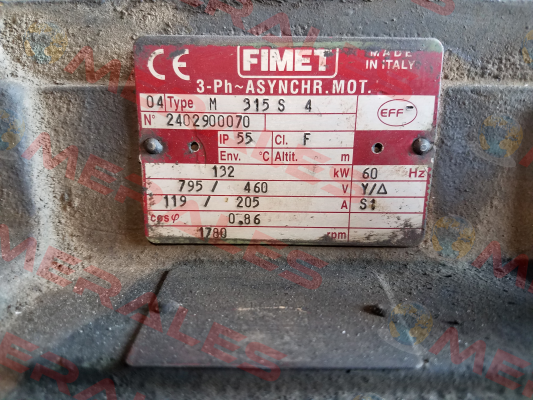 CE FIMET MADE IN ITALY
3-Ph~ASYNCHR.MOT.
04 Type M 315 S 4
N° 2402900070 EFF
IP 55 Cl. F
Env. °C Altit. m
132 kW 60 Hz
795/ 460 V Y/Δ
119 / 205 A S1
cosφ 0.86
1780 rpm
MERALES